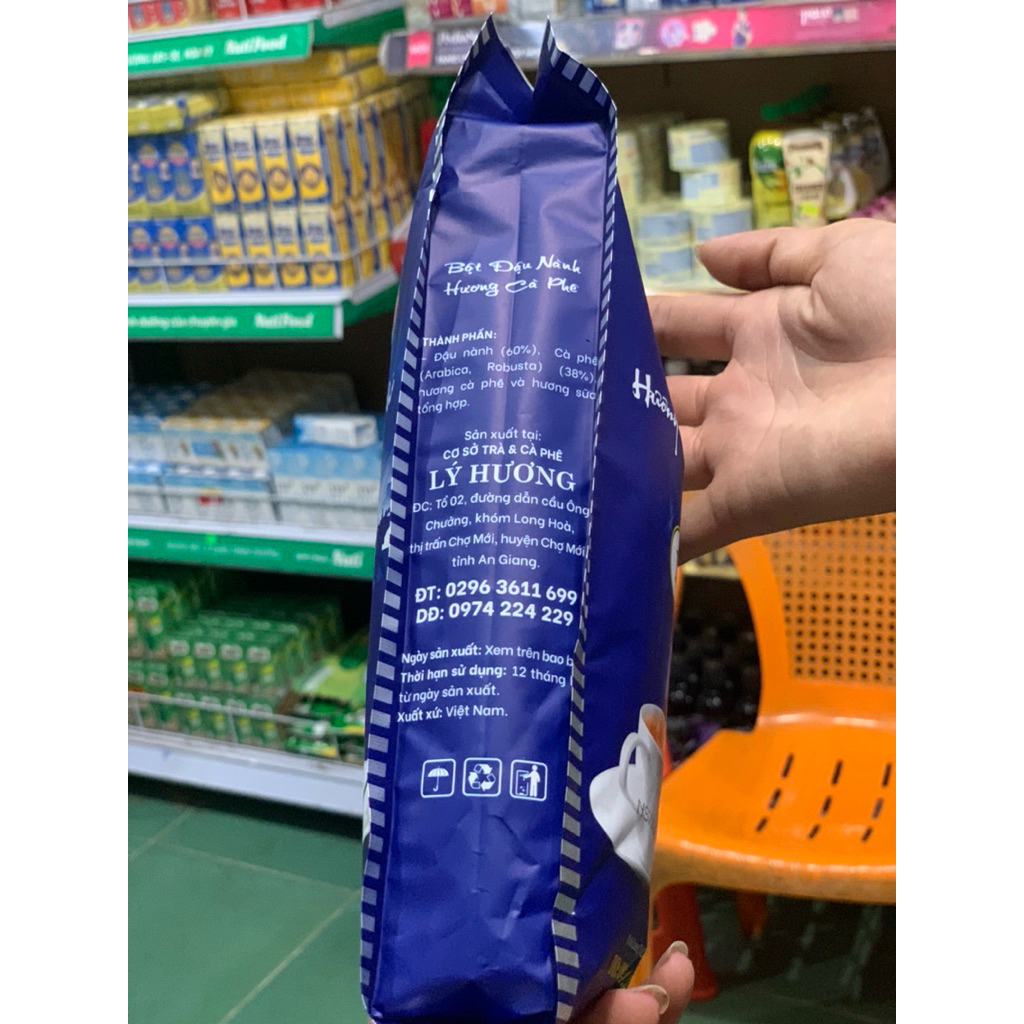 NutiFood
Bột Đậu Nành
Hương Cà Phê
THÀNH PHẦN:
Đậu nành (60%), Cà phê
(Arabica, Robusta) (38%)
hương cà phê và hương sữa
tổng hợp.
Sản xuất tại:
CƠ SỞ TRÀ & CÀ PHÊ
LÝ HƯƠNG
ĐC: Tổ 02, đường dẫn cầu Ông
Chưởng, khóm Long Hoà,
thị trấn Chợ Mới, huyện Chợ Mới
tỉnh An Giang.
ĐT: 0296 3611 699
DĐ: 0974 224 229
Ngày sản xuất: Xem trên bao b
Thời hạn sử dụng: 12 tháng
từ ngày sản xuất.
Xuất xứ: Việt Nam.
Hương
NutiFood